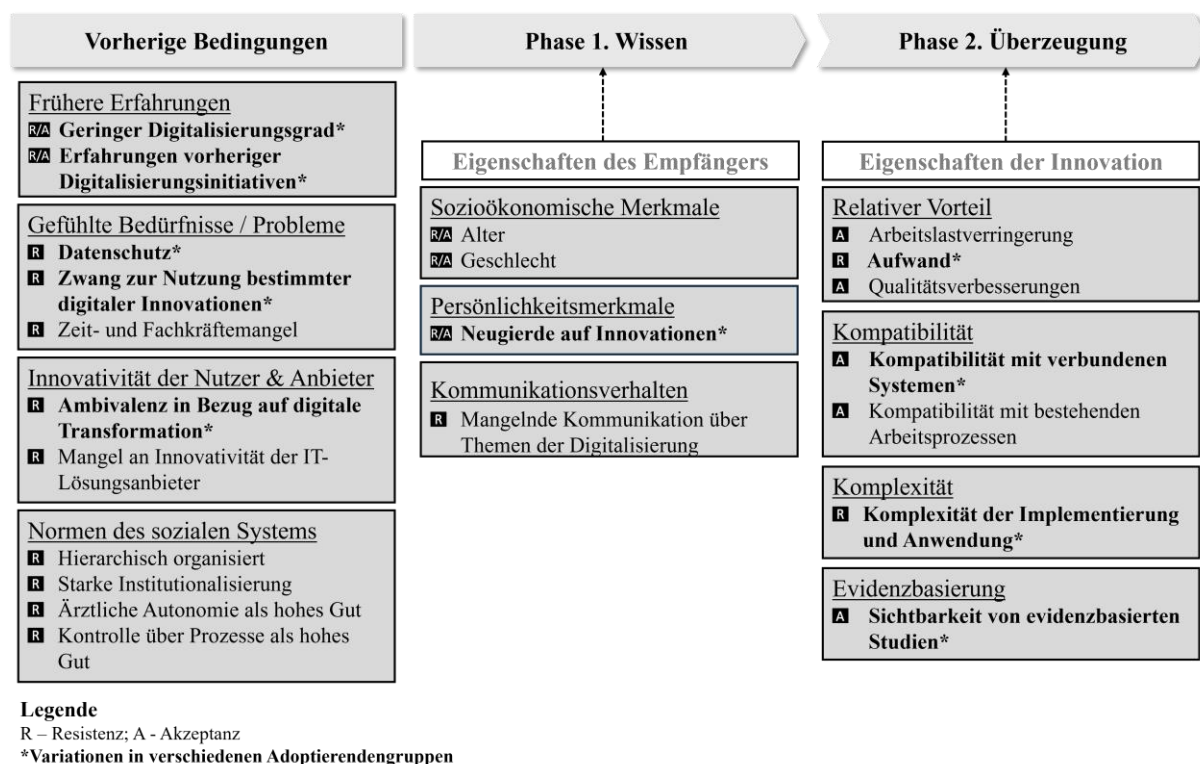 Vorherige Bedingungen
Frühere Erfahrungen
R/A Geringer Digitalisierungsgrad*
R/A Erfahrungen vorheriger
Digitalisierungsinitiativen*
Gefühlte Bedürfnisse / Probleme
R Datenschutz*
R Zwang zur Nutzung bestimmter
digitaler Innovationen*
R Zeit- und Fachkräftemangel
Innovativität der Nutzer & Anbieter
R Ambivalenz in Bezug auf digitale
Transformation*
R Mangel an Innovativität der IT-
Lösungsanbieter
Normen des sozialen Systems
R Hierarchisch organisiert
R Starke Institutionalisierung
R Ärztliche Autonomie als hohes Gut
R Kontrolle über Prozesse als hohes
Gut
Phase 1. Wissen
Eigenschaften des Empfängers
Sozioökonomische Merkmale
R/A Alter
R/A Geschlecht
Persönlichkeitsmerkmale
R/A Neugierde auf Innovationen*
Kommunikationsverhalten
R Mangelnde Kommunikation über
Themen der Digitalisierung
Phase 2. Überzeugung
Eigenschaften der Innovation
Relativer Vorteil
A Arbeitslastverringerung
R Aufwand*
A Qualitätsverbesserungen
Kompatibilität
A Kompatibilität mit verbundenen
Systemen*
A Kompatibilität mit bestehenden
Arbeitsprozessen
Komplexität
R Komplexität der Implementierung
und Anwendung*
Evidenzbasierung
A Sichtbarkeit von evidenzbasierten
Studien*
Legende
R – Resistenz; A - Akzeptanz
*Variationen in verschiedenen Adoptierendengruppen